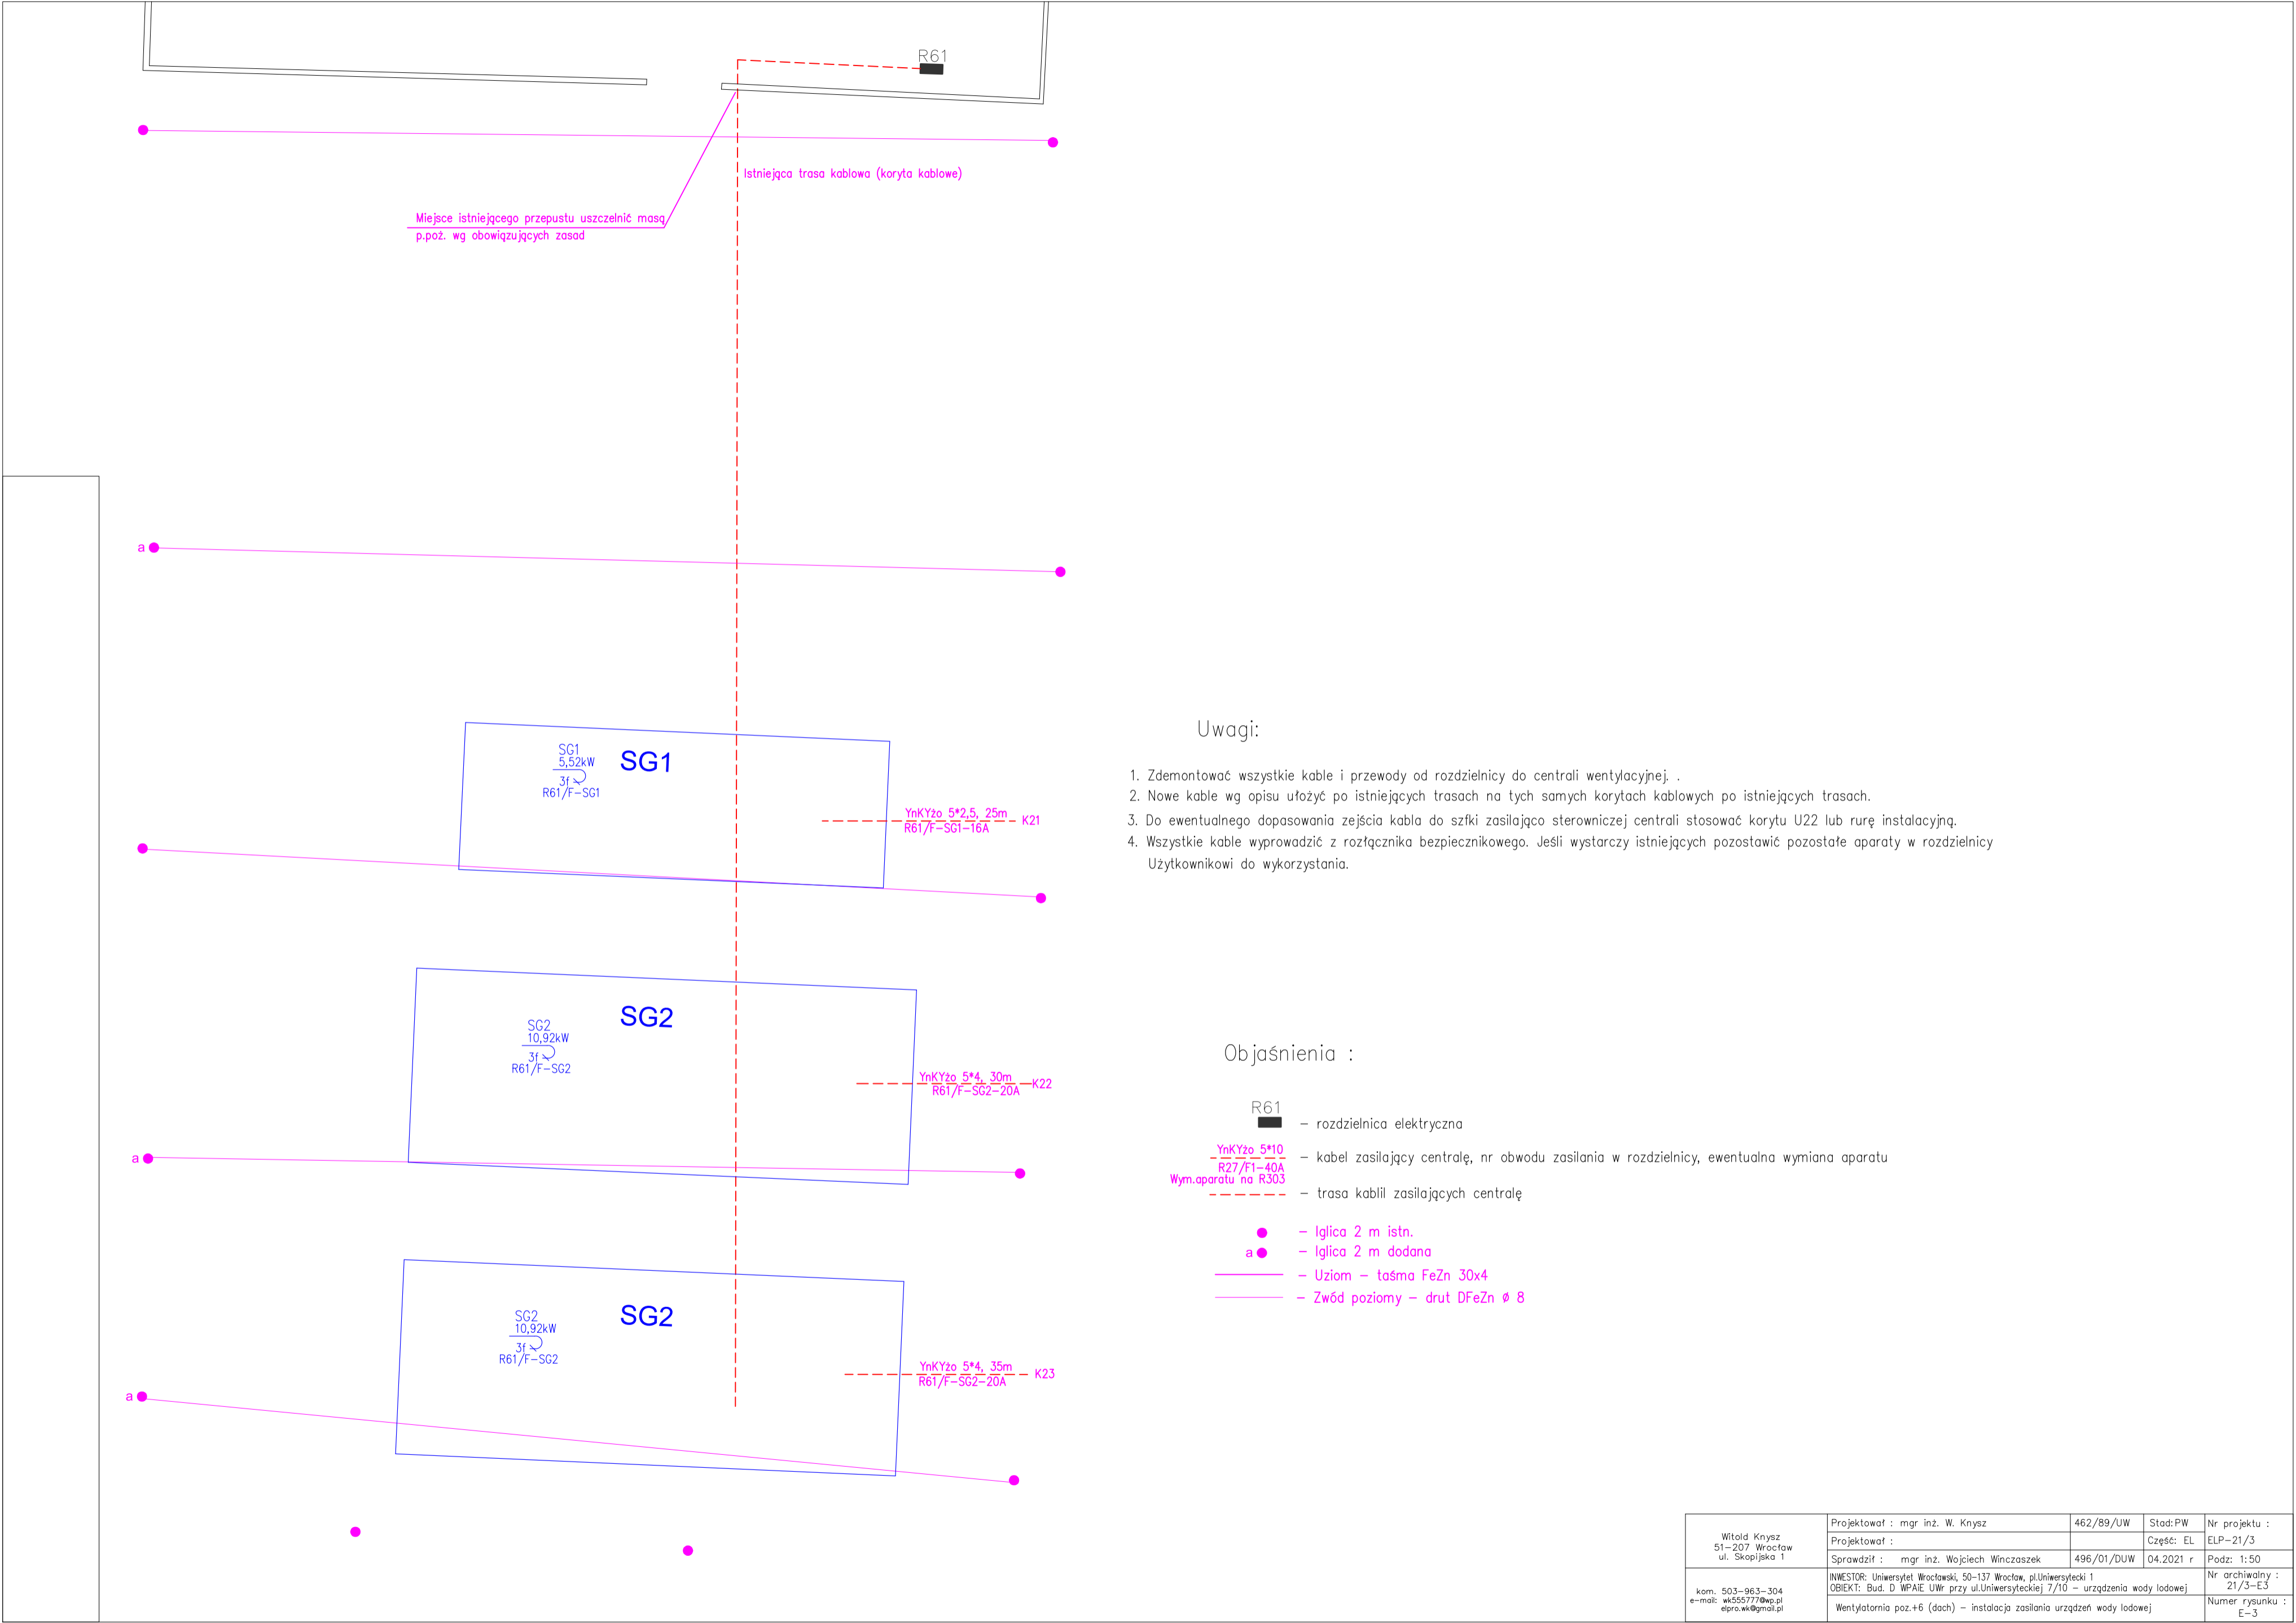 R61
Istniejąca trasa kablowa (koryta kablowe)
Miejsce istniejącego przepustu uszczelnić masą
p.poż. wg obowiązujących zasad
a
SG1
5,52kW
3f
R61/F-SG1
SG1
YnKYżo 5*2,5, 25m
R61/F-SG1-16A
K21
SG2
10,92kW
3f
R61/F-SG2
SG2
YnKYżo 5*4, 30m
R61/F-SG2-20A
K22
a
SG2
10,92kW
3f
R61/F-SG2
SG2
YnKYżo 5*4, 35m
R61/F-SG2-20A
K23
a
Uwagi:
1. Zdemontować wszystkie kable i przewody od rozdzielnicy do centrali wentylacyjnej. .
2. Nowe kable wg opisu ułożyć po istniejących trasach na tych samych korytach kablowych po istniejących trasach.
3. Do ewentualnego dopasowania zejścia kabla do szfki zasilająco sterowniczej centrali stosować korytu U22 lub rurę instalacyjną.
4. Wszystkie kable wyprowadzić z rozłącznika bezpiecznikowego. Jeśli wystarczy istniejących pozostawić pozostałe aparaty w rozdzielnicy
Użytkownikowi do wykorzystania.
Objaśnienia :
R61
- rozdzielnica elektryczna
YnKYżo 5*10
R27/F1-40A
Wym.aparatu na R303
- kabel zasilający centralę, nr obwodu zasilania w rozdzielnicy, ewentualna wymiana aparatu
- trasa kablil zasilających centralę
- Iglica 2 m istn.
a - Iglica 2 m dodana
- Uziom - taśma FeZn 30x4
- Zwód poziomy - drut DFeZn ø 8
Witold Knysz
51-207 Wrocław
ul. Skopijska 1
kom. 503-963-304
e-mail: wk555777@wp.pl
elpro.wk@gmail.pl
Projektował : mgr inż. W. Knysz 462/89/UW Stad:PW
Projektował : Część: EL
Sprawdził : mgr inż. Wojciech Winczaszek 496/01/DUW 04.2021 r
Nr projektu :
ELP-21/3
Podz: 1:50
INWESTOR: Uniwersytet Wrocławski, 50-137 Wrocław, pl.Uniwersytecki 1
OBIEKT: Bud. D WPAiE UWr przy ul.Uniwersyteckiej 7/10 - urządzenia wody lodowej
Nr archiwalny :
21/3-E3
Wentylatornia poz.+6 (dach) - instalacja zasilania urządzeń wody lodowej
Numer rysunku :
E-3